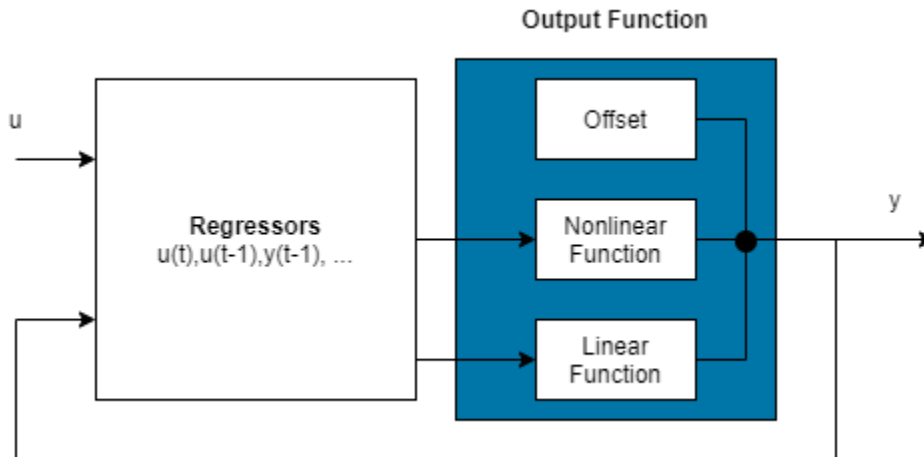 Output Function
u
Offset
Regressors
u(t),u(t-1),y(t-1), ...
Nonlinear
Function
y
Linear
Function